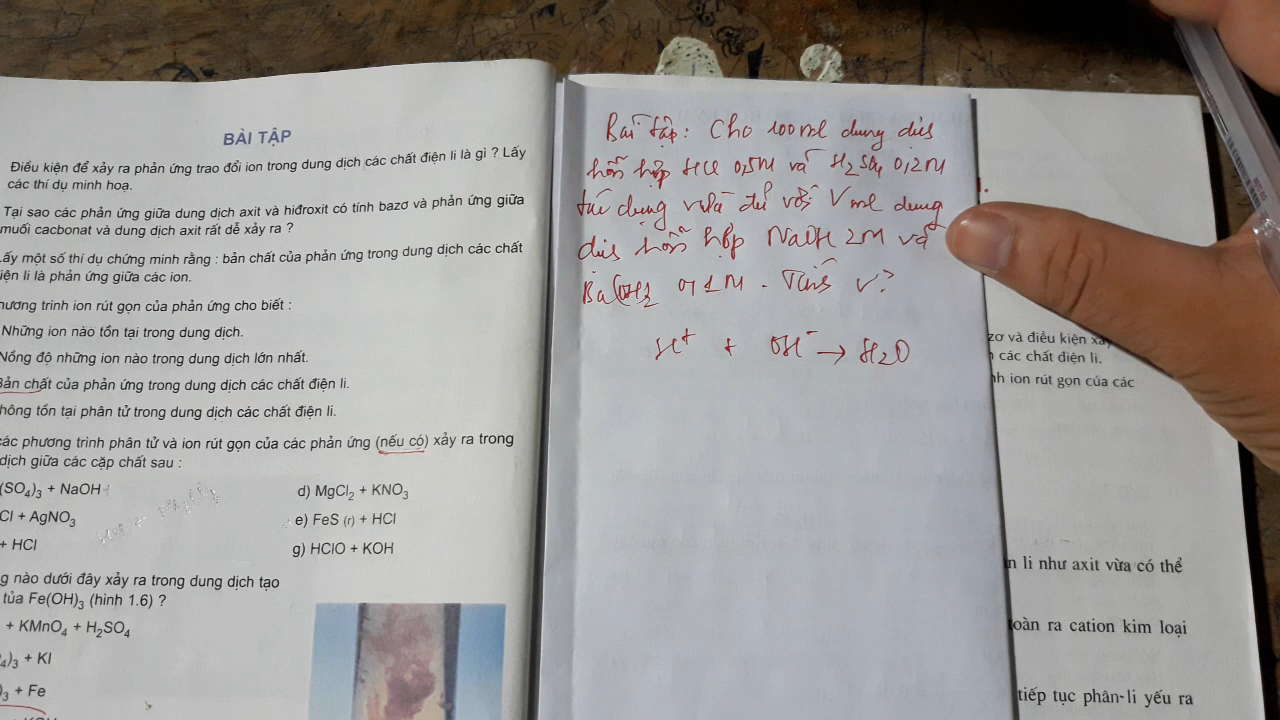 BÀI TẬP
Điều kiện để xảy ra phản ứng trao đổi ion trong dung dịch các chất điện li là gì ? Lấy
các thí dụ minh hoạ.
Tại sao các phản ứng giữa dung dịch axit và hiđroxit có tính bazơ và phản ứng giữa
muối cacbonat và dung dịch axit rất dễ xảy ra ?
ấy một số thí dụ chứng minh rằng : bản chất của phản ứng trong dung dịch các chất
iện li là phản ứng giữa các ion.
hương trình ion rút gọn của phản ứng cho biết :
Những ion nào tồn tại trong dung dịch.
Nồng độ những ion nào trong dung dịch lớn nhất.
Bản chất của phản ứng trong dung dịch các chất điện li.
hông tồn tại phân tử trong dung dịch các chất điện li.
các phương trình phân tử và ion rút gọn của các phản ứng (nếu có) xảy ra trong
dịch giữa các cặp chất sau :
(SO₄)₃ + NaOH
d) MgCl₂ + KNO₃
Cl + AgNO₃
e) FeS (r) + HCl
+ HCl
g) HClO + KOH
g nào dưới đây xảy ra trong dung dịch tạo
tủa Fe(OH)₃ (hình 1.6) ?
+ KMnO₄ + H₂SO₄
₄)₃ + KI
)₃ + Fe
Bài tập: Cho 100ml dung dịch
hỗn hợp HCl 0,5M và H₂SO₄ 0,2M
tác dụng vừa đủ với V ml dung
dịch hỗn hợp NaOH 2M và
Ba(OH)₂ 0,1M. Tính V?
H⁺ + OH⁻ → H₂O
zơ và điều kiện xảy
các chất điện li.
nh ion rút gọn của các
n li như axit vừa có thể
toàn ra cation kim loại
tiếp tục phân li yếu ra